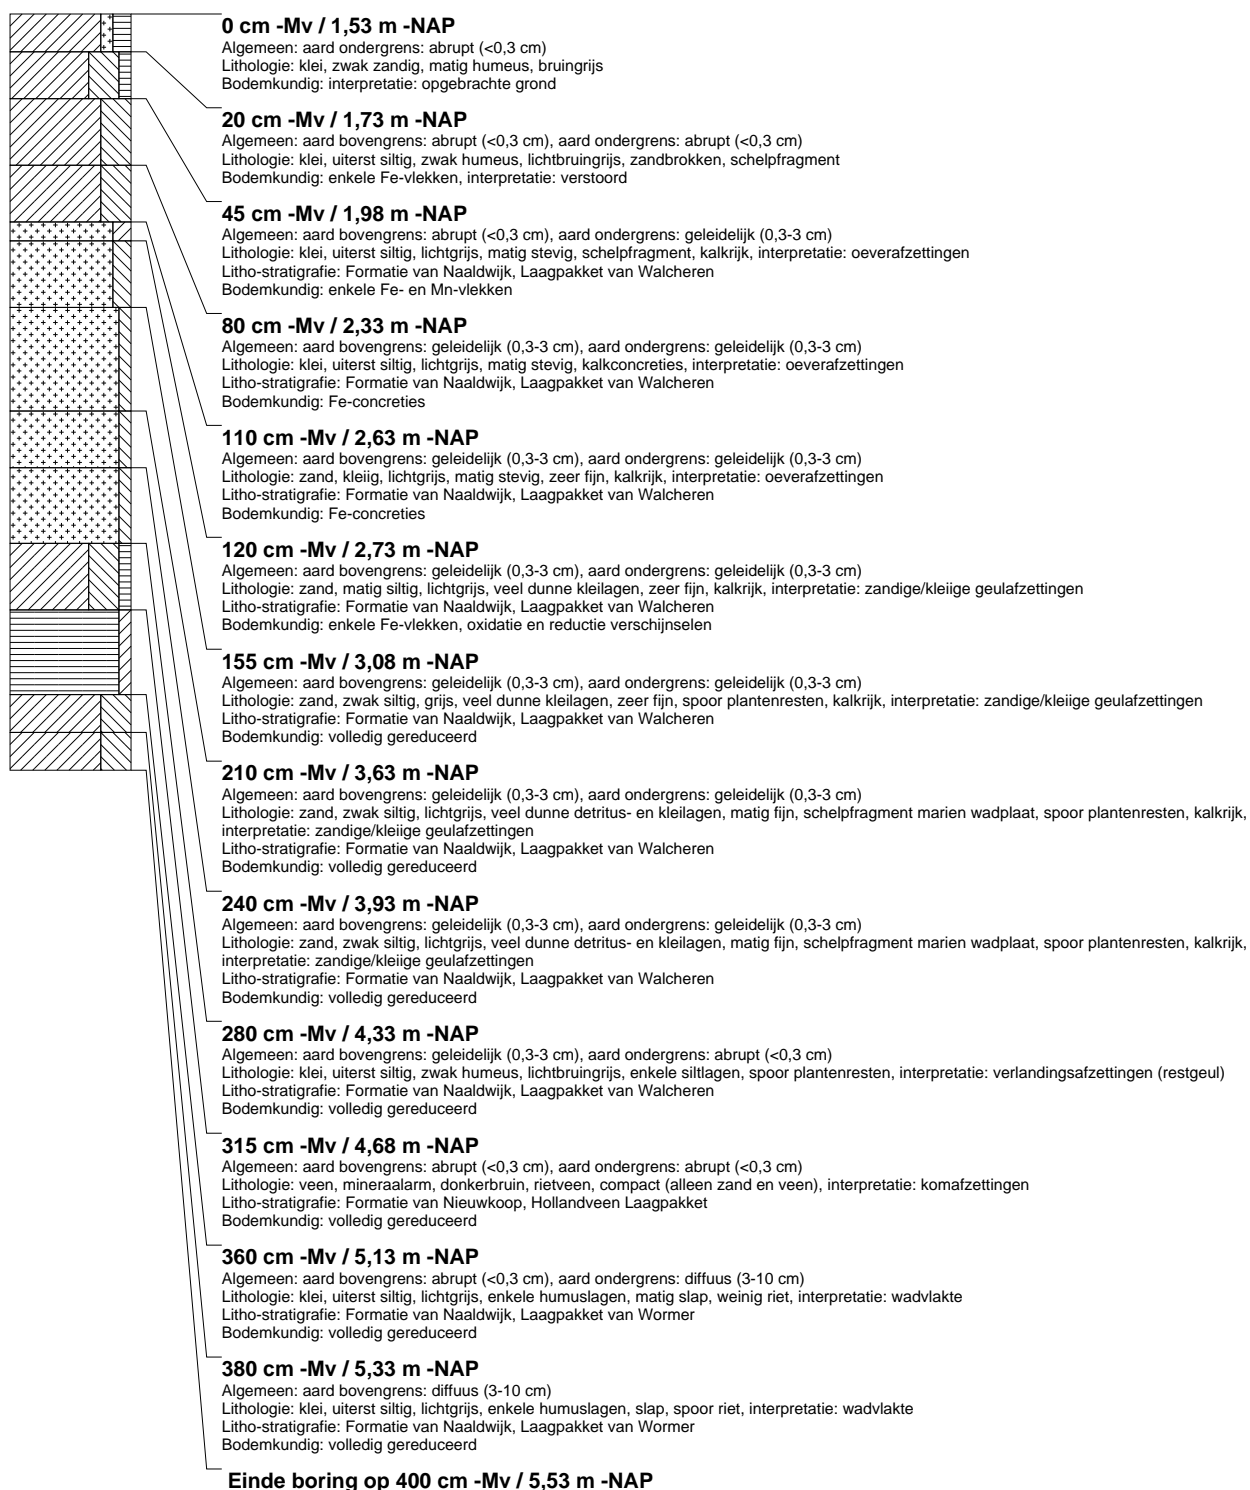 0 cm -Mv / 1,53 m -NAP
Algemeen: aard ondergrens: abrupt (<0,3 cm)
Lithologie: klei, zwak zandig, matig humeus, bruingrijs
Bodemkundig: interpretatie: opgebrachte grond
20 cm -Mv / 1,73 m -NAP
Algemeen: aard bovengrens: abrupt (<0,3 cm), aard ondergrens: abrupt (<0,3 cm)
Lithologie: klei, uiterst siltig, zwak humeus, lichtbruingrijs, zandbrokken, schelpfragment
Bodemkundig: enkele Fe-vlekken, interpretatie: verstoord
45 cm -Mv / 1,98 m -NAP
Algemeen: aard bovengrens: abrupt (<0,3 cm), aard ondergrens: geleidelijk (0,3-3 cm)
Lithologie: klei, uiterst siltig, lichtgrijs, matig stevig, schelpfragment, kalkrijk, interpretatie: oeverafzettingen
Litho-stratigrafie: Formatie van Naaldwijk, Laagpakket van Walcheren
Bodemkundig: enkele Fe- en Mn-vlekken
80 cm -Mv / 2,33 m -NAP
Algemeen: aard bovengrens: geleidelijk (0,3-3 cm), aard ondergrens: geleidelijk (0,3-3 cm)
Lithologie: klei, uiterst siltig, lichtgrijs, matig stevig, kalkconcreties, interpretatie: oeverafzettingen
Litho-stratigrafie: Formatie van Naaldwijk, Laagpakket van Walcheren
Bodemkundig: Fe-concreties
110 cm -Mv / 2,63 m -NAP
Algemeen: aard bovengrens: geleidelijk (0,3-3 cm), aard ondergrens: geleidelijk (0,3-3 cm)
Lithologie: zand, kleiig, lichtgrijs, matig stevig, zeer fijn, kalkrijk, interpretatie: oeverafzettingen
Litho-stratigrafie: Formatie van Naaldwijk, Laagpakket van Walcheren
Bodemkundig: Fe-concreties
120 cm -Mv / 2,73 m -NAP
Algemeen: aard bovengrens: geleidelijk (0,3-3 cm), aard ondergrens: geleidelijk (0,3-3 cm)
Lithologie: zand, matig siltig, lichtgrijs, veel dunne kleilagen, zeer fijn, kalkrijk, interpretatie: zandige/kleiige geulafzettingen
Litho-stratigrafie: Formatie van Naaldwijk, Laagpakket van Walcheren
Bodemkundig: enkele Fe-vlekken, oxidatie en reductie verschijnselen
155 cm -Mv / 3,08 m -NAP
Algemeen: aard bovengrens: geleidelijk (0,3-3 cm), aard ondergrens: geleidelijk (0,3-3 cm)
Lithologie: zand, zwak siltig, grijs, veel dunne kleilagen, zeer fijn, spoor plantenresten, kalkrijk, interpretatie: zandige/kleiige geulafzettingen
Litho-stratigrafie: Formatie van Naaldwijk, Laagpakket van Walcheren
Bodemkundig: volledig gereduceerd
210 cm -Mv / 3,63 m -NAP
Algemeen: aard bovengrens: geleidelijk (0,3-3 cm), aard ondergrens: geleidelijk (0,3-3 cm)
Lithologie: zand, zwak siltig, lichtgrijs, veel dunne detritus- en kleilagen, matig fijn, schelpfragment marien wadplaat, spoor plantenresten, kalkrijk,
interpretatie: zandige/kleiige geulafzettingen
Litho-stratigrafie: Formatie van Naaldwijk, Laagpakket van Walcheren
Bodemkundig: volledig gereduceerd
240 cm -Mv / 3,93 m -NAP
Algemeen: aard bovengrens: geleidelijk (0,3-3 cm), aard ondergrens: geleidelijk (0,3-3 cm)
Lithologie: zand, zwak siltig, lichtgrijs, veel dunne detritus- en kleilagen, matig fijn, schelpfragment marien wadplaat, spoor plantenresten, kalkrijk,
interpretatie: zandige/kleiige geulafzettingen
Litho-stratigrafie: Formatie van Naaldwijk, Laagpakket van Walcheren
Bodemkundig: volledig gereduceerd
280 cm -Mv / 4,33 m -NAP
Algemeen: aard bovengrens: geleidelijk (0,3-3 cm), aard ondergrens: abrupt (<0,3 cm)
Lithologie: klei, uiterst siltig, zwak humeus, lichtbruingrijs, enkele siltlagen, spoor plantenresten, interpretatie: verlandingsafzettingen (restgeul)
Litho-stratigrafie: Formatie van Naaldwijk, Laagpakket van Walcheren
Bodemkundig: volledig gereduceerd
315 cm -Mv / 4,68 m -NAP
Algemeen: aard bovengrens: abrupt (<0,3 cm), aard ondergrens: abrupt (<0,3 cm)
Lithologie: veen, mineraalarm, donkerbruin, rietveen, compact (alleen zand en veen), interpretatie: komafzettingen
Litho-stratigrafie: Formatie van Nieuwkoop, Hollandveen Laagpakket
Bodemkundig: volledig gereduceerd
360 cm -Mv / 5,13 m -NAP
Algemeen: aard bovengrens: abrupt (<0,3 cm), aard ondergrens: diffuus (3-10 cm)
Lithologie: klei, uiterst siltig, lichtgrijs, enkele humuslagen, matig slap, weinig riet, interpretatie: wadvlakte
Litho-stratigrafie: Formatie van Naaldwijk, Laagpakket van Wormer
Bodemkundig: volledig gereduceerd
380 cm -Mv / 5,33 m -NAP
Algemeen: aard bovengrens: diffuus (3-10 cm)
Lithologie: klei, uiterst siltig, lichtgrijs, enkele humuslagen, slap, spoor riet, interpretatie: wadvlakte
Litho-stratigrafie: Formatie van Naaldwijk, Laagpakket van Wormer
Bodemkundig: volledig gereduceerd
Einde boring op 400 cm -Mv / 5,53 m -NAP